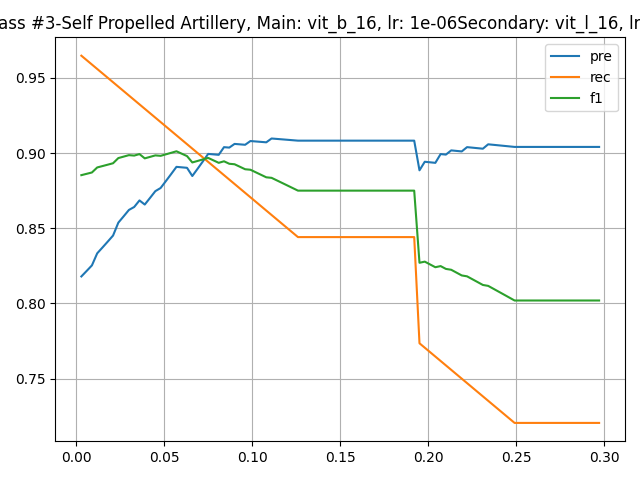 ass #3-Self Propelled Artillery, Main: vit_b_16, lr: 1e-06Secondary: vit_l_16, lr
pre
rec
f1
0.95
0.90
0.85
0.80
0.75
0.00 0.05 0.10 0.15 0.20 0.25 0.30